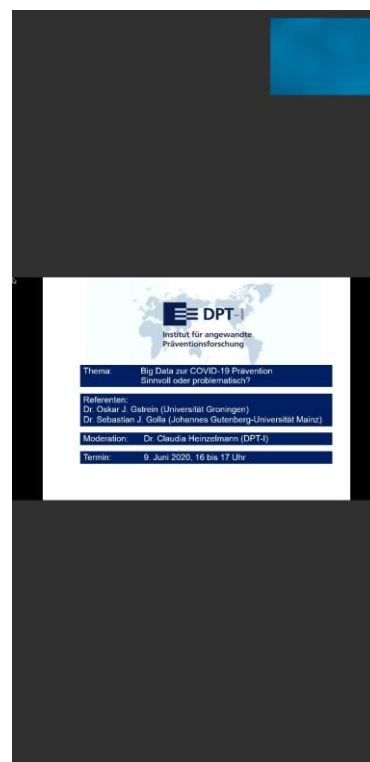 DPT-I
Institut für angewandte
Präventionsforschung
Thema: Big Data zur COVID-19 Prävention
Sinnvoll oder problematisch?
Referenten:
Dr. Oskar J. Gstrein (Universität Groningen)
Dr. Sebastian J. Golla (Johannes Gutenberg-Universität Mainz)
Moderation: Dr. Claudia Heinzelmann (DPT-I)
Termin: 9. Juni 2020, 16 bis 17 Uhr